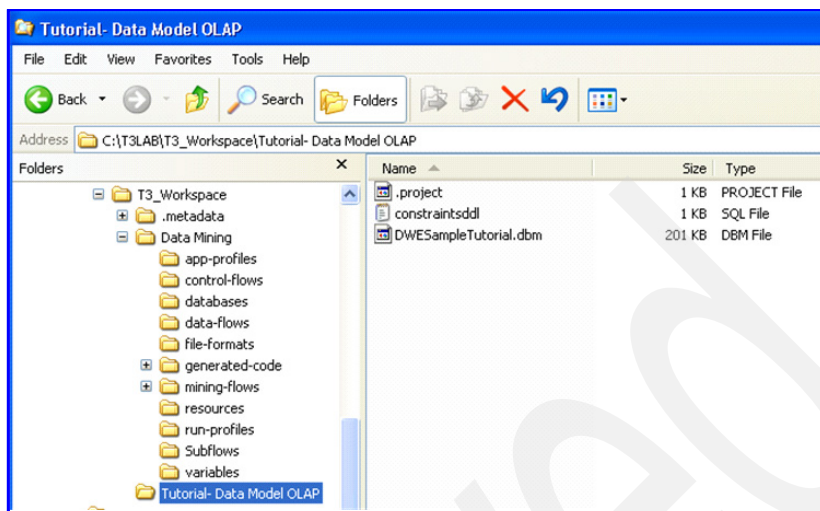 Tutorial- Data Model OLAP
File Edit View Favorites Tools Help
Back Search Folders
Address C:\T3LAB\T3_Workspace\Tutorial- Data Model OLAP
Folders x
T3_Workspace
.metadata
Data Mining
app-profiles
control-flows
databases
data-flows
file-formats
generated-code
mining-flows
resources
run-profiles
Subflows
variables
Tutorial- Data Model OLAP
Name Size Type
.project 1 KB PROJECT File
constraintsddl 1 KB SQL File
DWESampleTutorial.dbm 201 KB DBM File